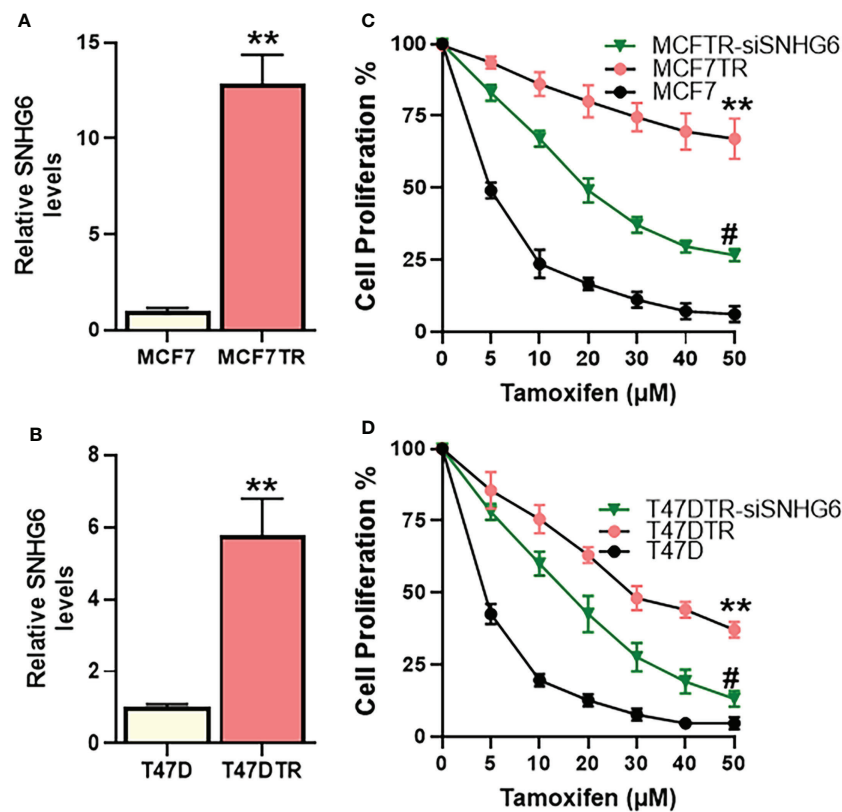 A
Relative SNHG6
levels
15
10
5
0
**
MCF7
MCF7TR
C
Cell Proliferation %
100
75
50
25
0
MCFTR-siSNHG6
MCF7TR
MCF7
**
#
0 5 10 20 30 40 50
Tamoxifen (µM)
B
Relative SNHG6
levels
8
6
4
2
0
**
T47D
T47DTR
D
Cell Proliferation %
100
75
50
25
0
T47DTR-siSNHG6
T47DTR
T47D
**
#
0 5 10 20 30 40 50
Tamoxifen (µM)